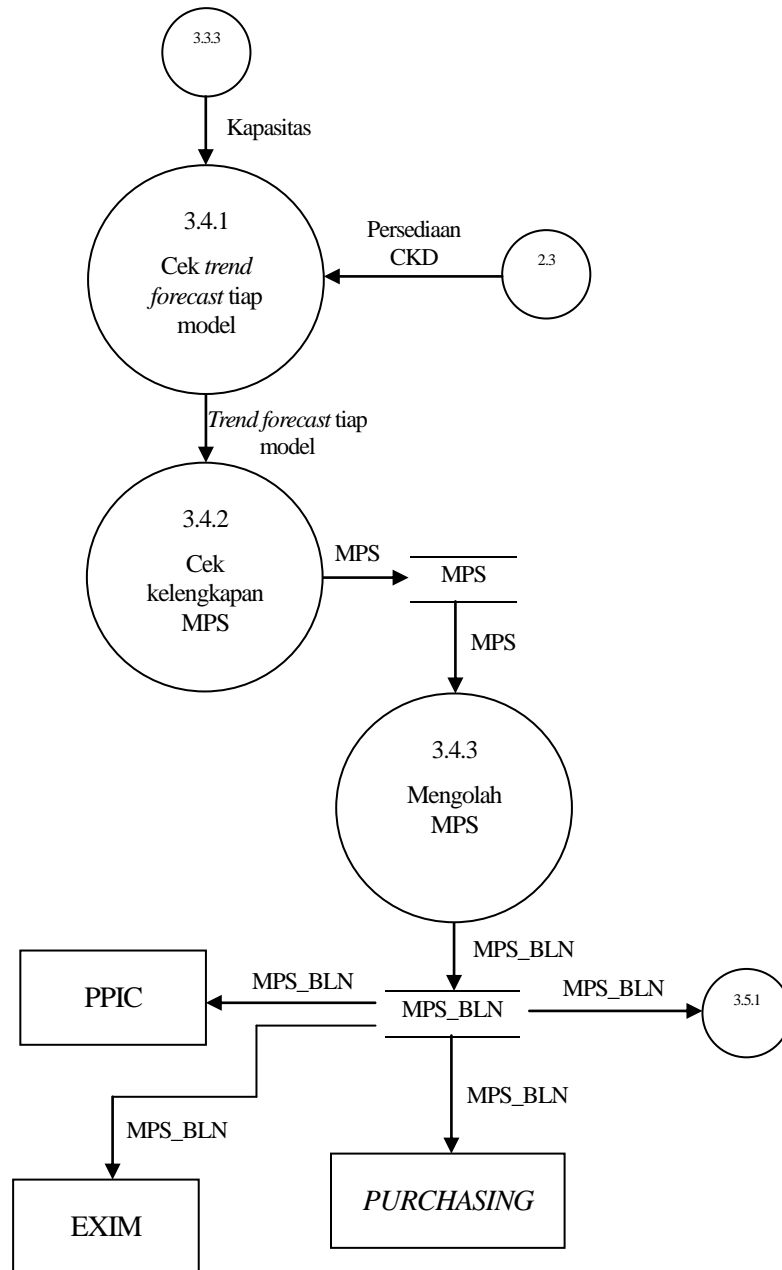 3.3.3
Kapasitas
3.4.1
Cek trend
forecast tiap
model
Persediaan
CKD
2.3
Trend forecast tiap
model
3.4.2
Cek
kelengkapan
MPS
MPS
MPS
MPS
3.4.3
Mengolah
MPS
MPS_BLN
PPIC
MPS_BLN
MPS_BLN
MPS_BLN
3.5.1
MPS_BLN
MPS_BLN
EXIM
PURCHASING